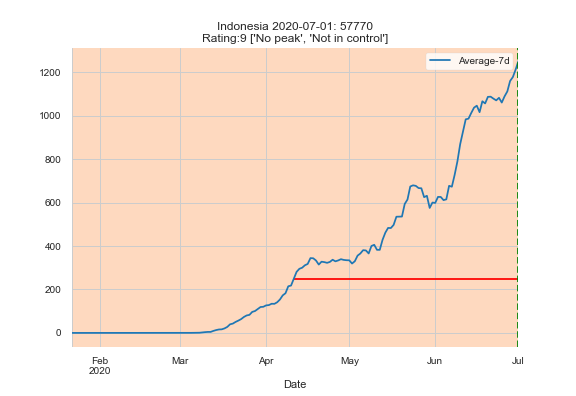 Indonesia 2020-07-01: 57770
Rating:9 ['No peak', 'Not in control']
Average-7d
1200
1000
800
600
400
200
0
Feb Mar Apr May Jun Jul
2020
Date